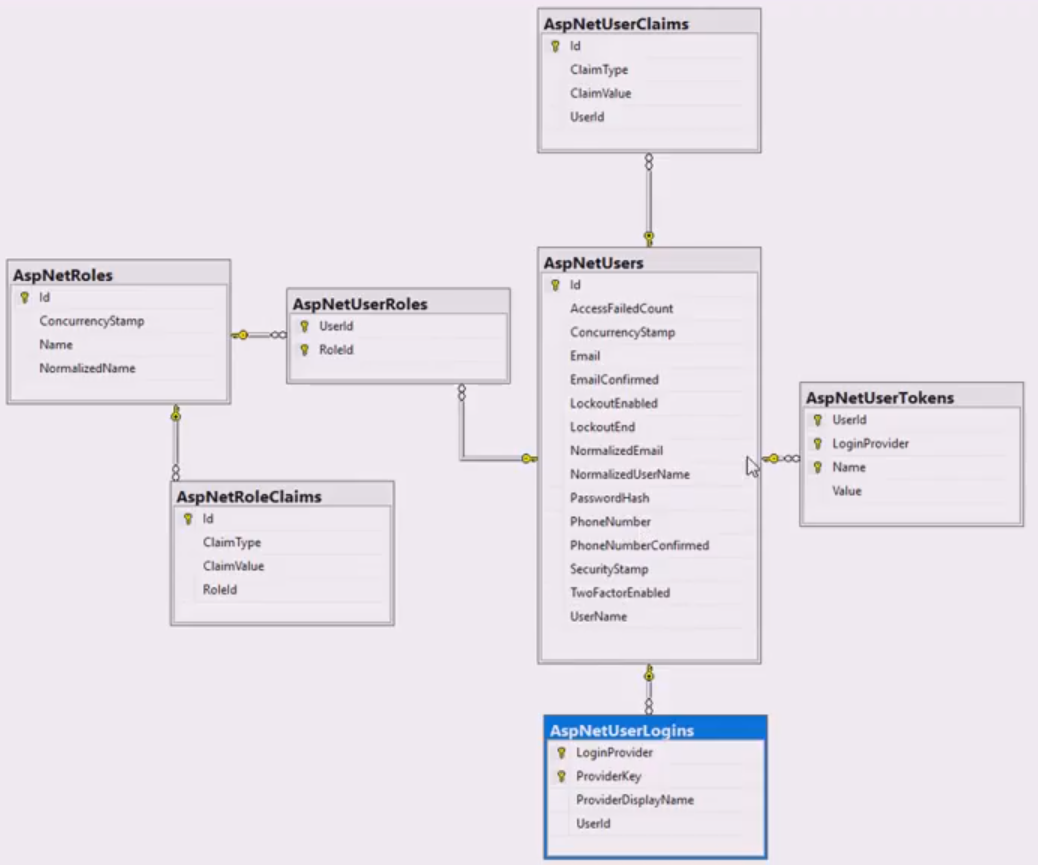 AspNetUserClaims
Id
ClaimType
ClaimValue
UserId
AspNetRoles
Id
ConcurrencyStamp
Name
NormalizedName
AspNetUserRoles
UserId
RoleId
AspNetUsers
Id
AccessFailedCount
ConcurrencyStamp
Email
EmailConfirmed
LockoutEnabled
LockoutEnd
NormalizedEmail
NormalizedUserName
PasswordHash
PhoneNumber
PhoneNumberConfirmed
SecurityStamp
TwoFactorEnabled
UserName
AspNetUserTokens
UserId
LoginProvider
Name
Value
AspNetRoleClaims
Id
ClaimType
ClaimValue
RoleId
AspNetUserLogins
LoginProvider
ProviderKey
ProviderDisplayName
UserId